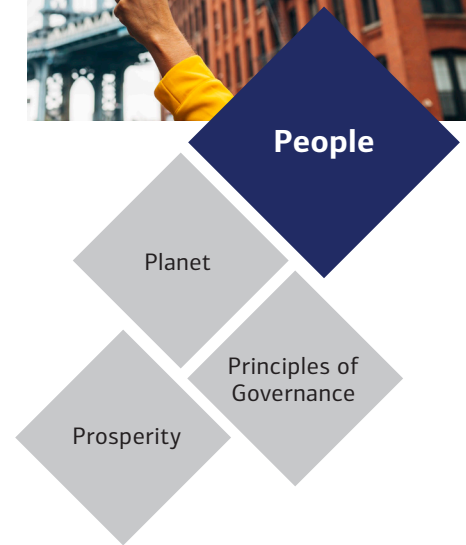 People
Planet
Principles of
Governance
Prosperity